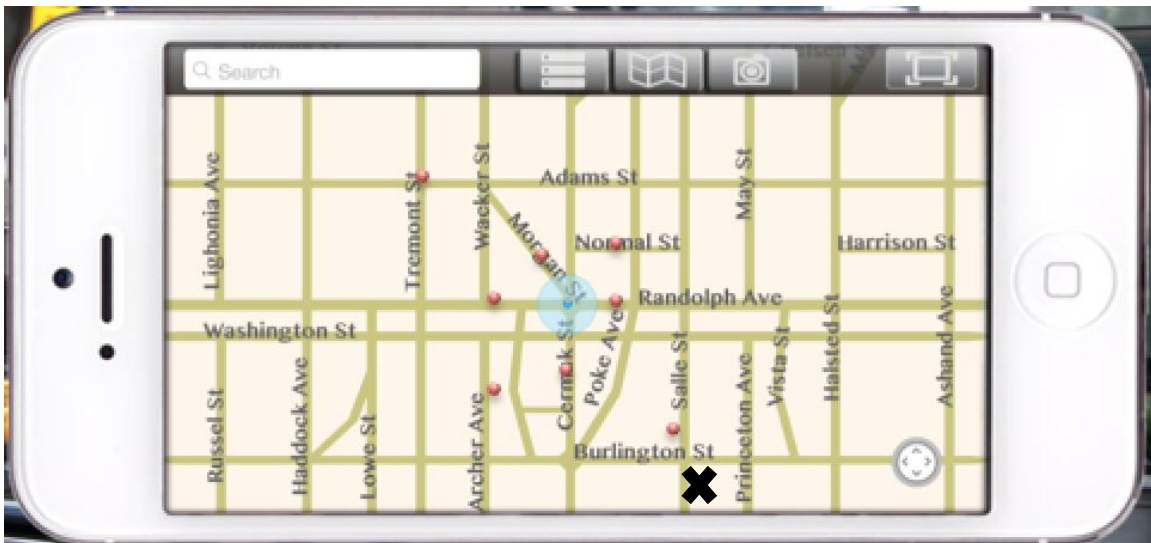 Search
Adams St
Lighonia Ave
Tremont St
Wacker St
Morgan St
Normal St
May St
Harrison St
Randolph Ave
Washington St
Russel St
Haddock Ave
Lowe St
Archer Ave
Cermak St
Poke Ave
Salle St
Princeton Ave
Vista St
Halsted St
Ashand Ave
Burlington St